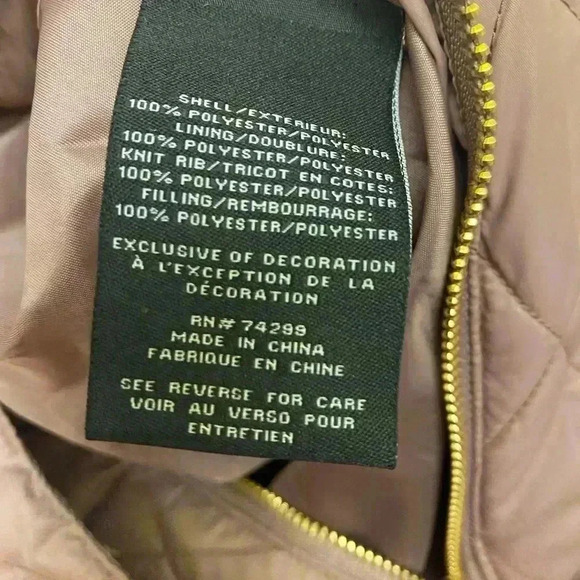 SHELL/EXTERIEUR:
100% POLYESTER/POLYESTER
LINING/DOUBLURE:
100% POLYESTER/POLYESTER
KNIT RIB/TRICOT EN COTES:
100% POLYESTER/POLYESTER
FILLING/REMBOURRAGE:
100% POLYESTER/POLYESTER
EXCLUSIVE OF DECORATION
À L'EXCEPTION DE LA
DÉCORATION
RN# 74299
MADE IN CHINA
FABRIQUE EN CHINE
SEE REVERSE FOR CARE
VOIR AU VERSO POUR
ENTRETIEN